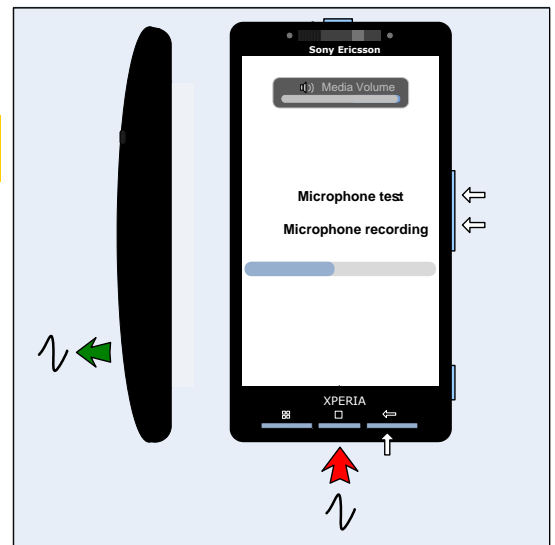 Sony Ericsson
Media Volume
Microphone test
Microphone recording
XPERIA